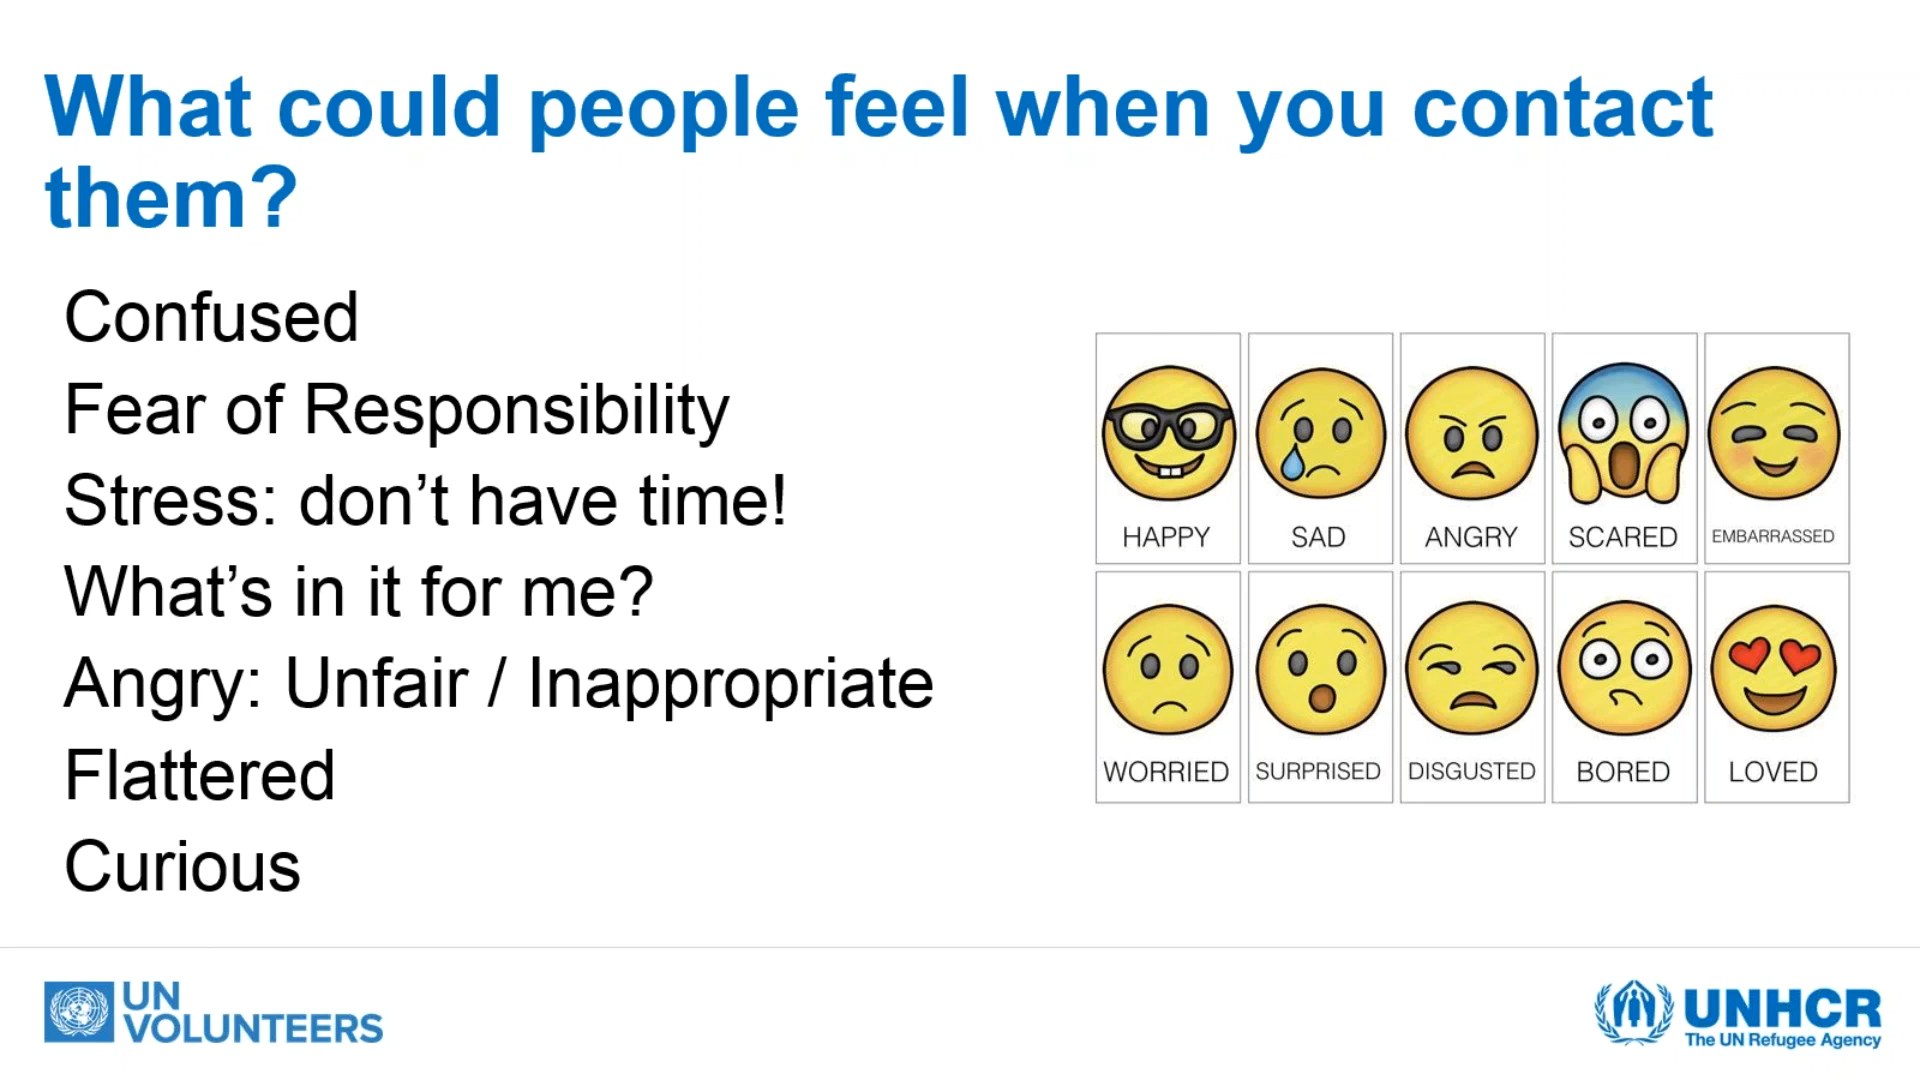 What could people feel when you contact
them?
Confused
Fear of Responsibility
Stress: don’t have time!
What’s in it for me?
Angry: Unfair / Inappropriate
Flattered
Curious
HAPPY
SAD
ANGRY
SCARED
EMBARRASSED
WORRIED
SURPRISED
DISGUSTED
BORED
LOVED
UN
VOLUNTEERS
UNHCR
The UN Refugee Agency